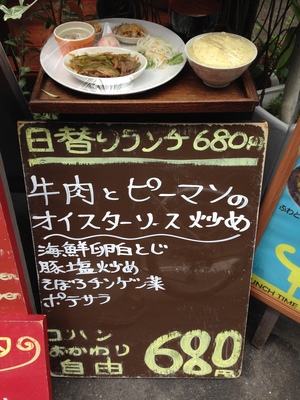 日替りランチ 680円
牛肉とピーマンの
オイスターソース炒め
海鮮卵白とじ
豚塩炒め
そぼろチンゲン菜
ポテサラ
ゴハン
おかわり
自由
680円
UNCH TIME